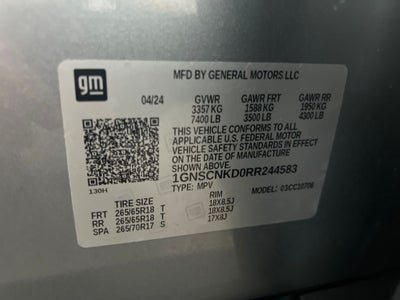 gm
MFD BY GENERAL MOTORS LLC
04/24 GVWR GAWR FRT GAWR RR
3357 KG 1588 KG 1950 KG
7400 LB 3500 LB 4300 LB
THIS VEHICLE CONFORMS TO ALL
APPLICABLE U.S. FEDERAL MOTOR
VEHICLE SAFETY STANDARDS IN EFFECT
ON THE DATE OF MANUFACTURE
SHOWN ABOVE.
1GNSCNKD0RR244583
130H TYPE: MPV MODEL: 03CC10706
TIRE SIZE RIM
FRT 265/65R18 T 18X8.5J
RR 265/65R18 T 18X8.5J
SPA 265/70R17 S 17X8J